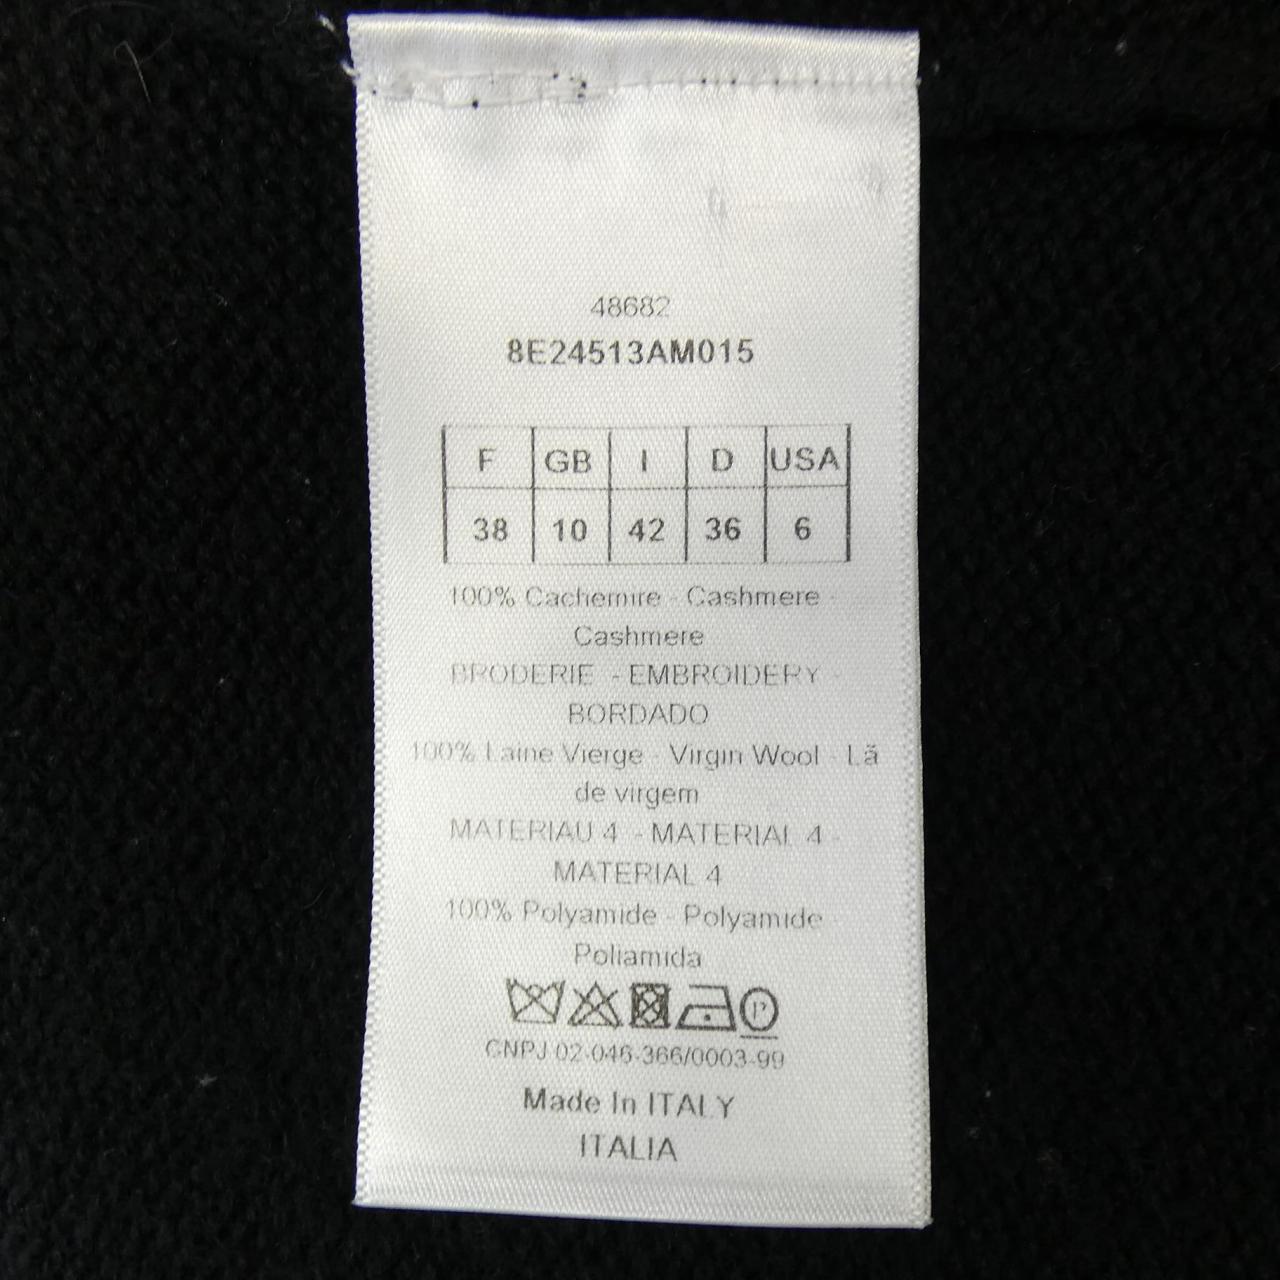 48682
8E24513AM015
F GB I D USA
38 10 42 36 6
100% Cachemire - Cashmere -
Cashmere
BRODERIE - EMBROIDERY -
BORDADO
100% Laine Vierge - Virgin Wool - Lã
de virgem
MATERIAU 4 - MATERIAL 4 -
MATERIAL 4
100% Polyamide - Polyamide
Poliamida
P
CNPJ 02-046-366/0003-99
Made In ITALY
ITALIA